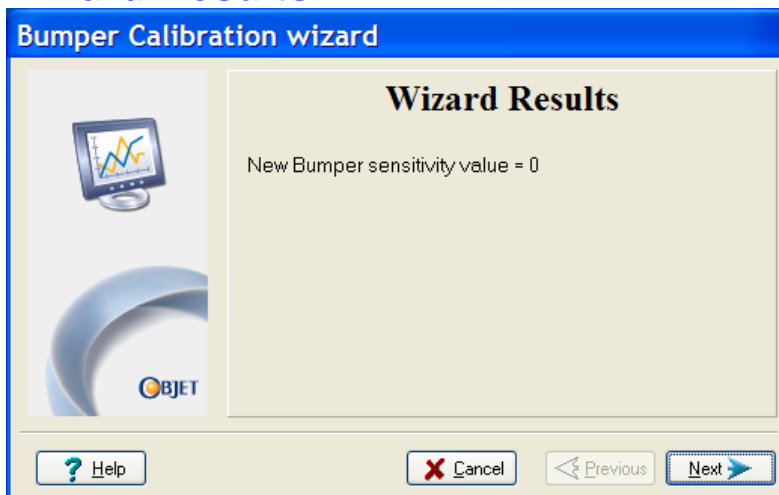 Bumper Calibration wizard
Wizard Results
New Bumper sensitivity value = 0
OBJET
Help
Cancel
Previous
Next